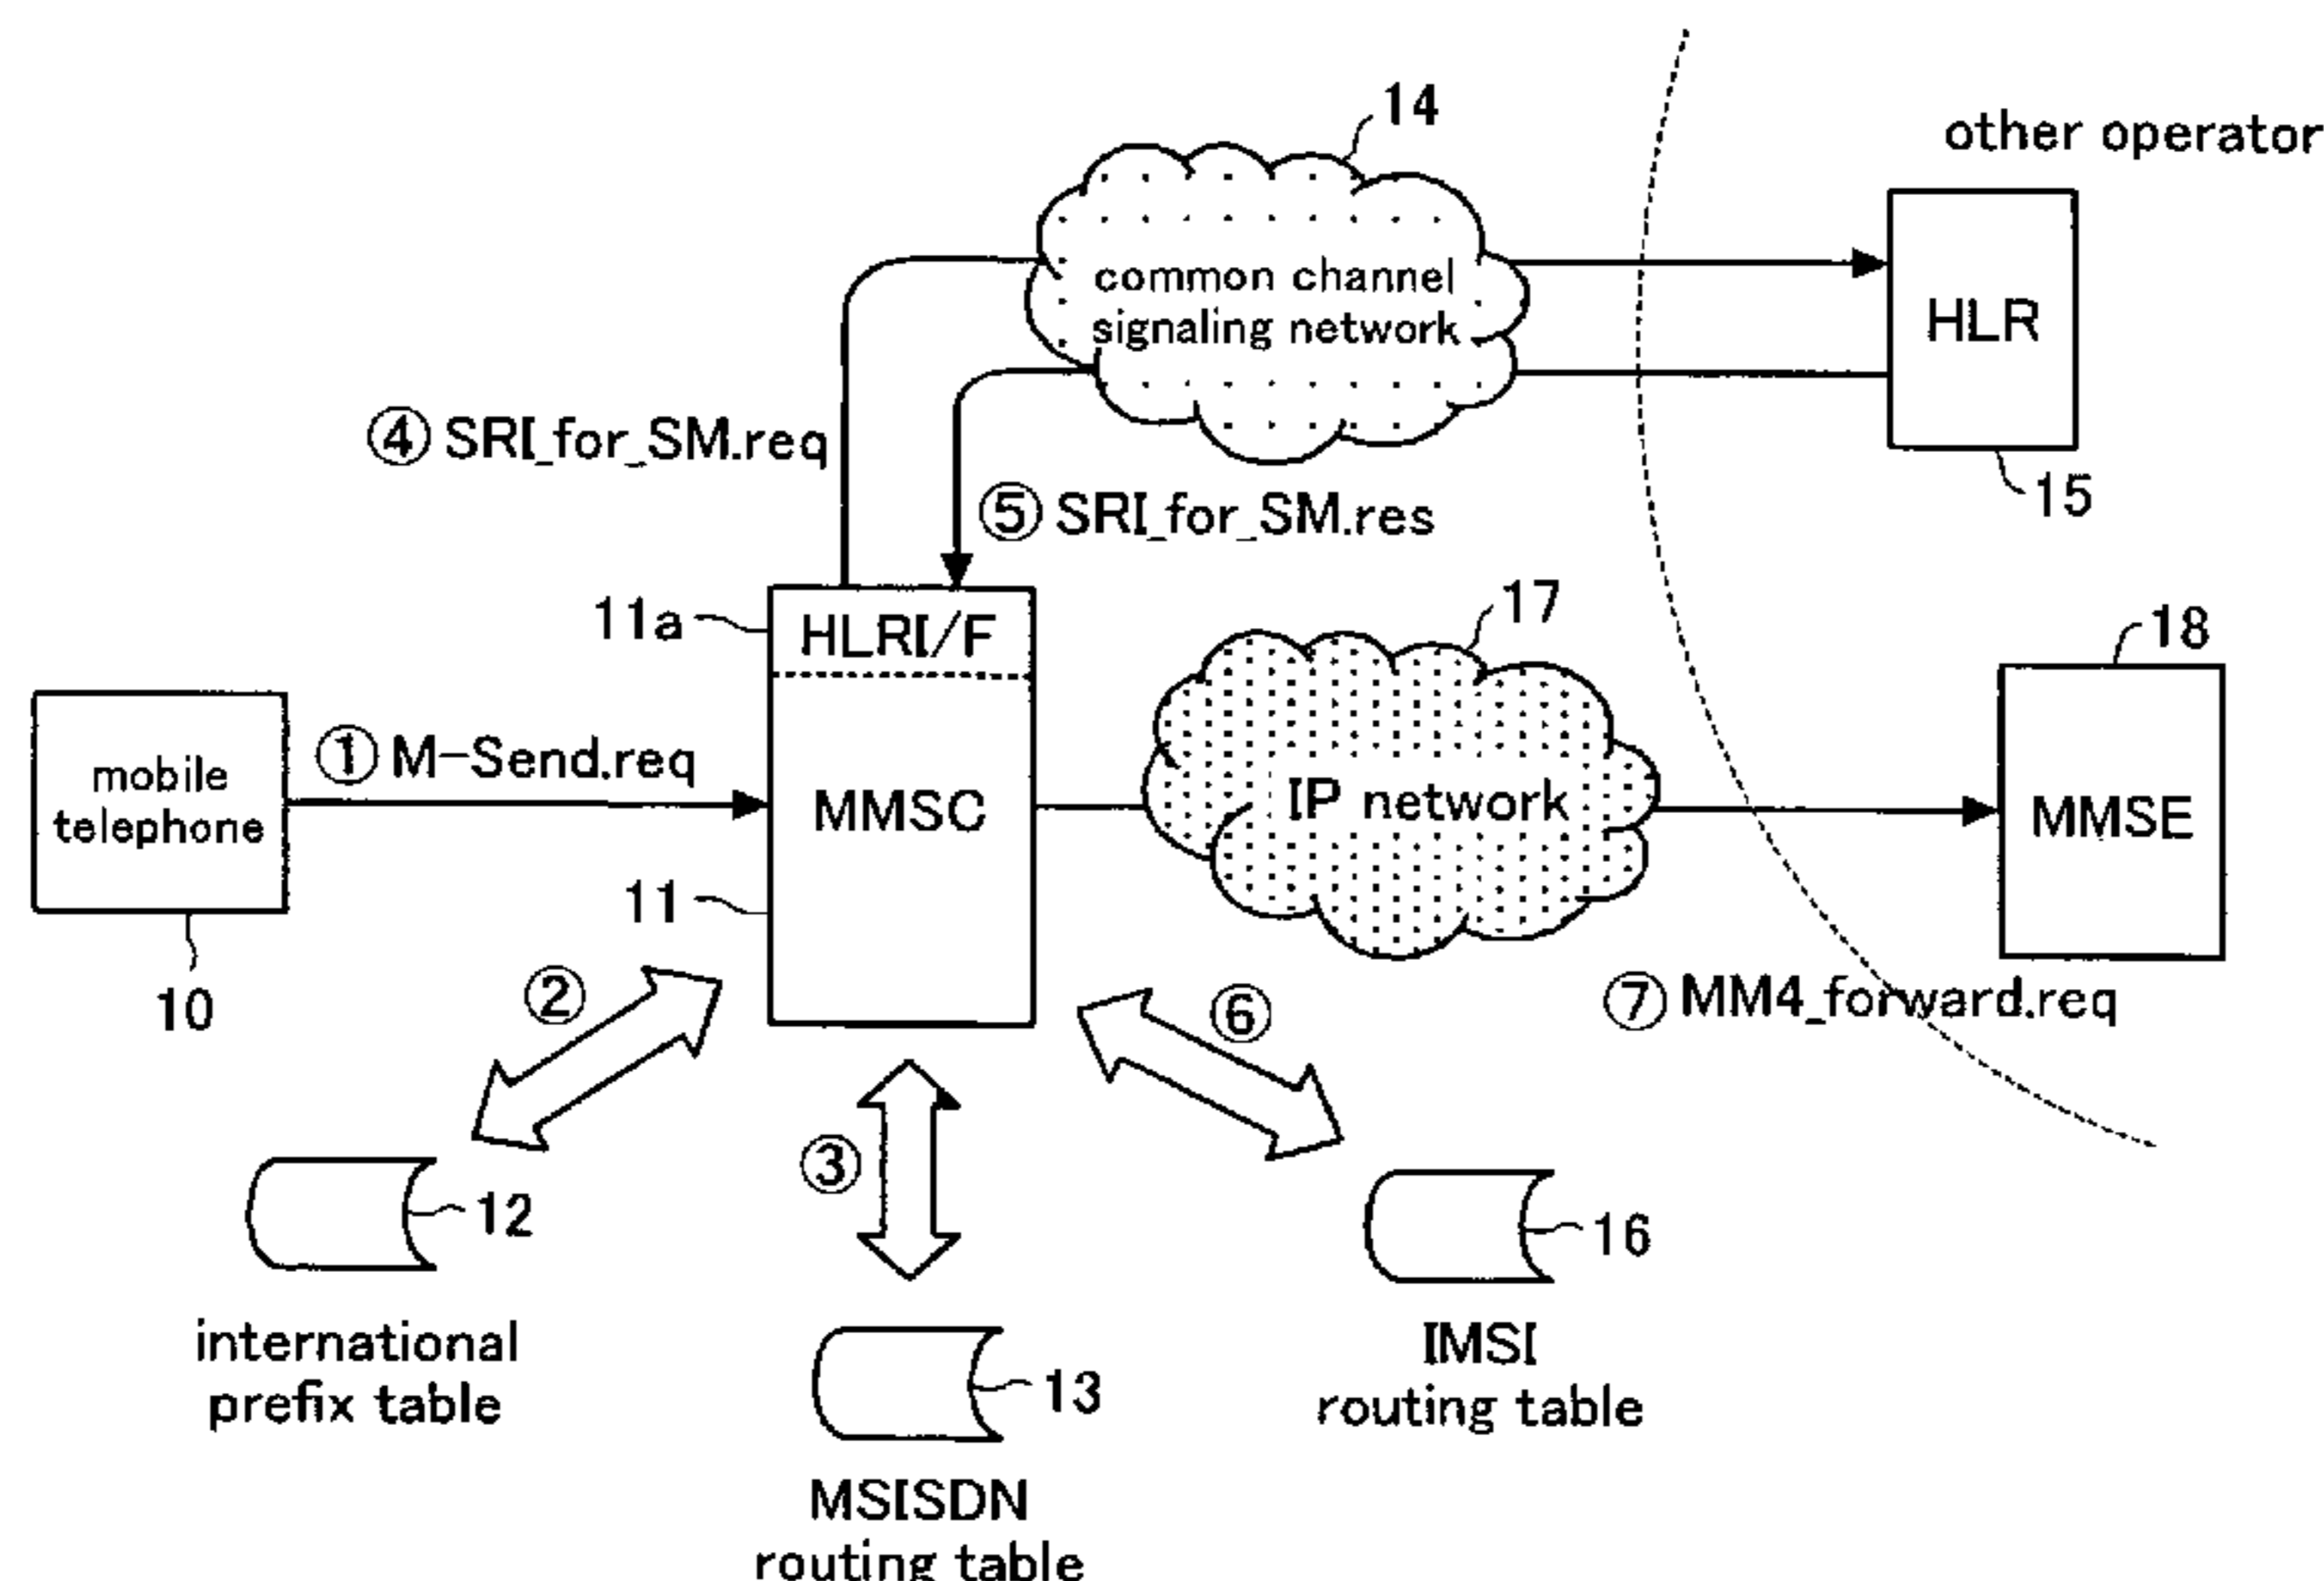 14
other operator
common channel
signaling network
HLR
④ SRI_for_SM.req
15
⑤ SRI_for_SM.res
17
11a
HLRI/F
18
① M-Send.req
mobile
telephone
MMSC
IP network
MMSE
11
10
②
⑥
⑦ MM4_forward.req
③
12
16
international
prefix table
13
IMSI
routing table
MSISDN
routing table